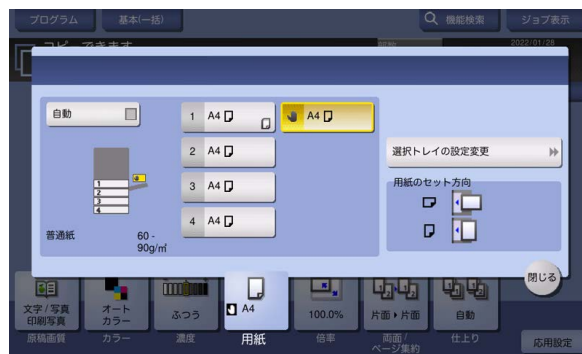 プログラム
基本(一括)
機能検索
ジョブ表示
コピーできます
2022/01/28
自動
1 A4
A4
2 A4
選択トレイの設定変更
3 A4
用紙のセット方向
1
2
3
4
4 A4
普通紙
60 -
90g/㎡
閉じる
文字/写真
印刷写真
オート
カラー
ふつう
A4
100.0%
片面▶片面
自動
原稿画質
カラー
濃度
用紙
倍率
両面/
ページ集約
仕上り
応用設定